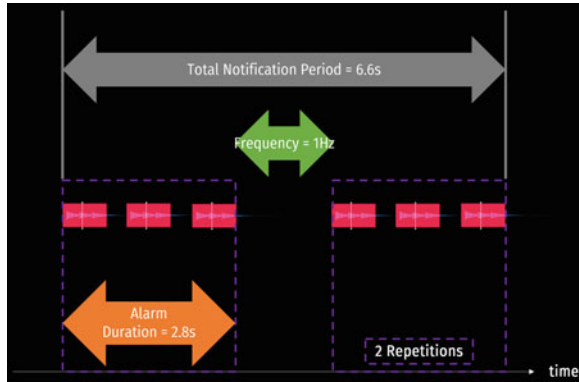 Total Notification Period = 6.6s
Frequency = 1Hz
Alarm
Duration = 2.8s
2 Repetitions
time